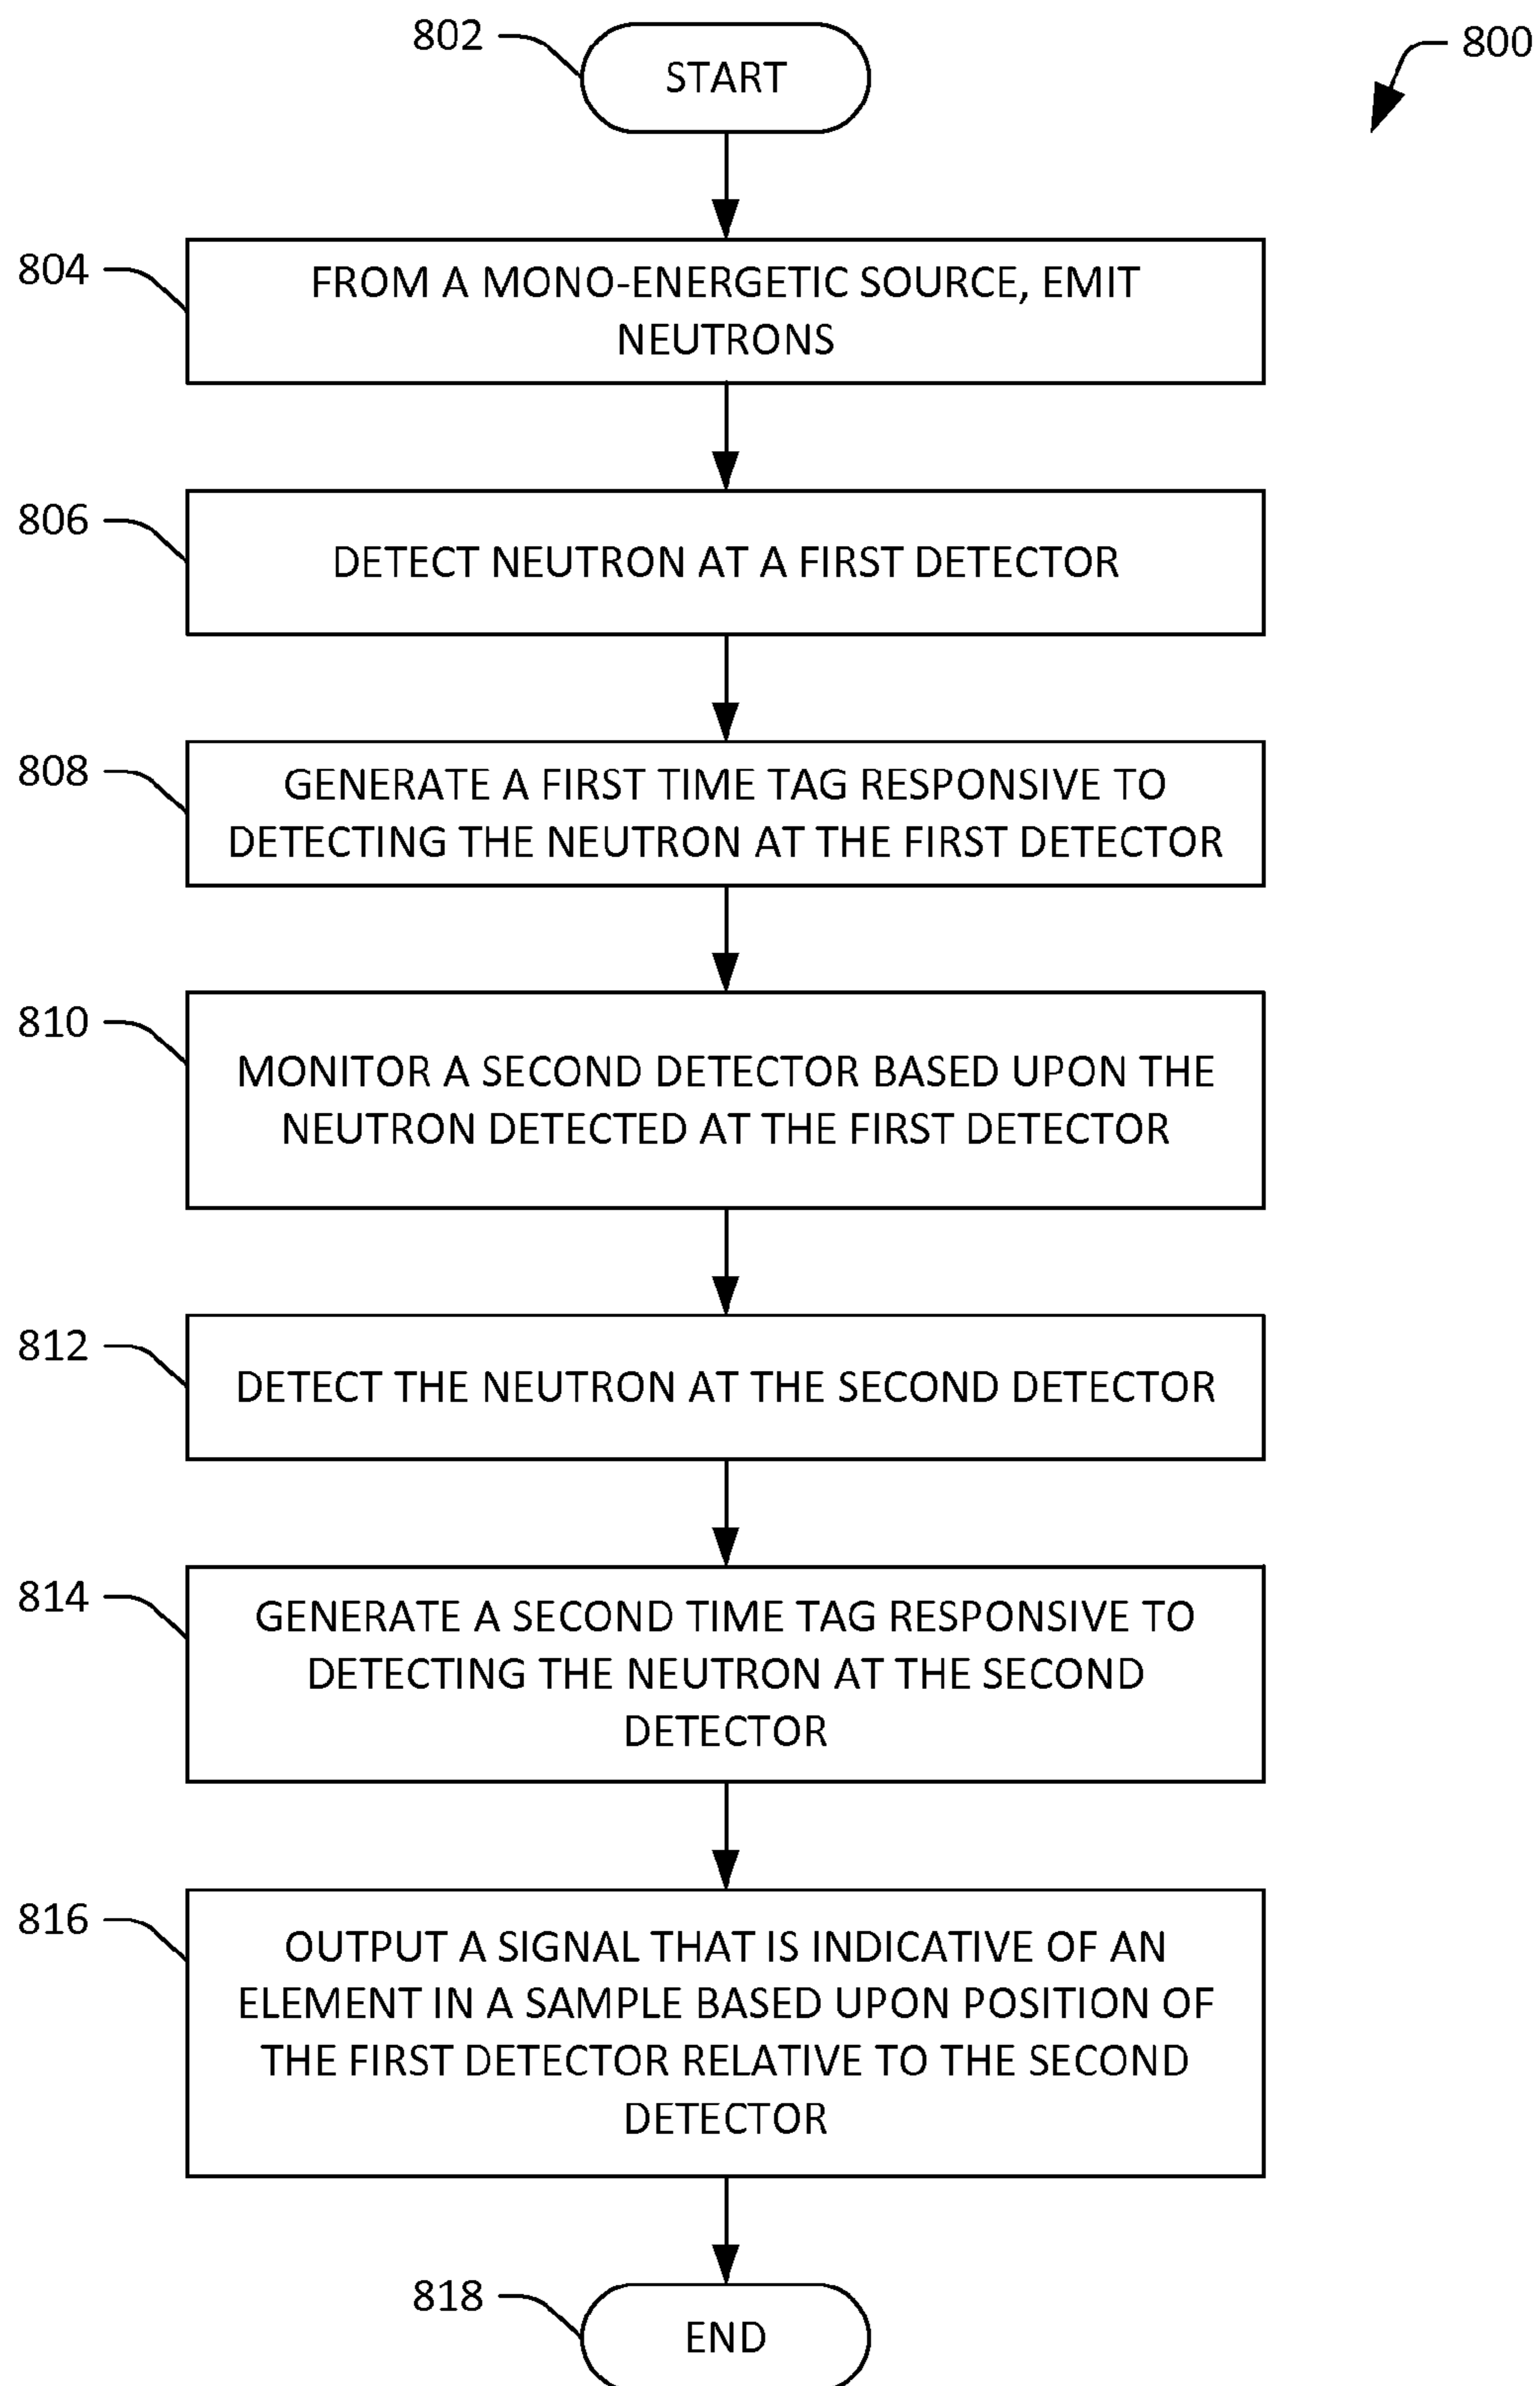 802
START
800
804
FROM A MONO-ENERGETIC SOURCE, EMIT
NEUTRONS
806
DETECT NEUTRON AT A FIRST DETECTOR
808
GENERATE A FIRST TIME TAG RESPONSIVE TO
DETECTING THE NEUTRON AT THE FIRST DETECTOR
810
MONITOR A SECOND DETECTOR BASED UPON THE
NEUTRON DETECTED AT THE FIRST DETECTOR
812
DETECT THE NEUTRON AT THE SECOND DETECTOR
814
GENERATE A SECOND TIME TAG RESPONSIVE TO
DETECTING THE NEUTRON AT THE SECOND
DETECTOR
816
OUTPUT A SIGNAL THAT IS INDICATIVE OF AN
ELEMENT IN A SAMPLE BASED UPON POSITION OF
THE FIRST DETECTOR RELATIVE TO THE SECOND
DETECTOR
818
END